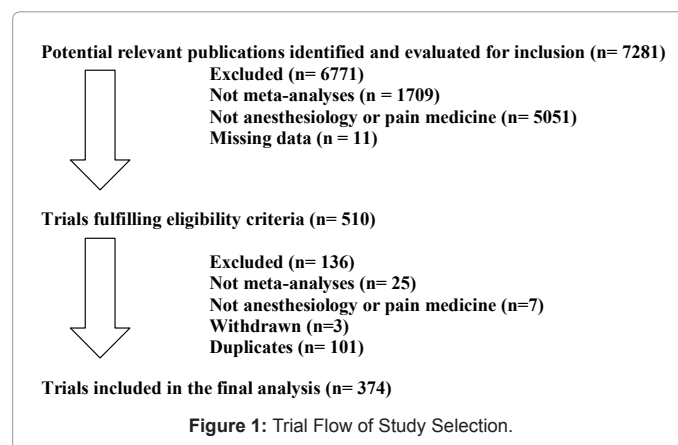 Potential relevant publications identified and evaluated for inclusion (n= 7281)
Excluded (n= 6771)
Not meta-analyses (n = 1709)
Not anesthesiology or pain medicine (n= 5051)
Missing data (n = 11)
Trials fulfilling eligibility criteria (n= 510)
Excluded (n= 136)
Not meta-analyses (n= 25)
Not anesthesiology or pain medicine (n=7)
Withdrawn (n=3)
Duplicates (n= 101)
Trials included in the final analysis (n= 374)
Figure 1: Trial Flow of Study Selection.